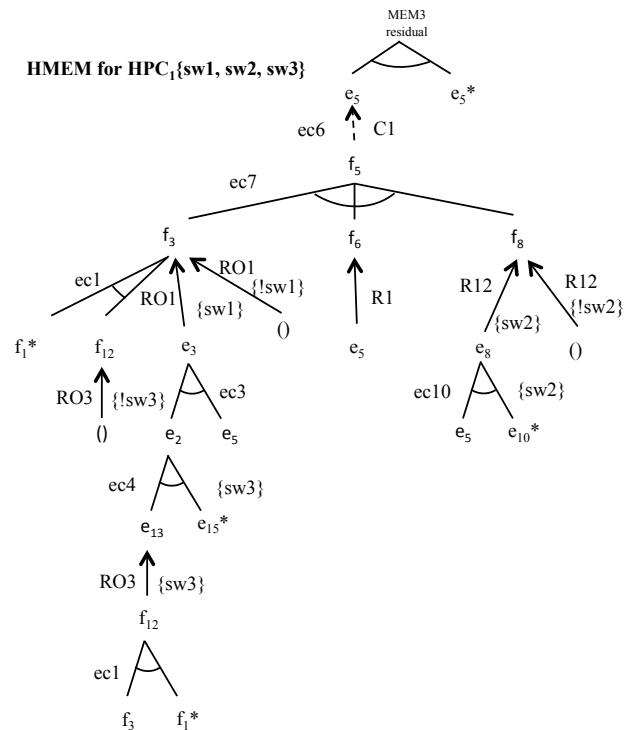 MEM3
residual
HMEM for HPC₁{sw1, sw2, sw3}
e₅ e₅*
ec6 C1
f₅
ec7
f₃ f₆ f₈
ec1 RO1 {sw1} RO1 {!sw1} R1 R12 {sw2} R12 {!sw2}
f₁* f₁₂ e₃ () e₅ e₈ ()
RO3 {!sw3} ec3 ec10 {sw2}
() e₂ e₅ e₅ e₁₀*
ec4 {sw3}
e₁₃ e₁₅*
RO3 {sw3}
f₁₂
ec1
f₃ f₁*